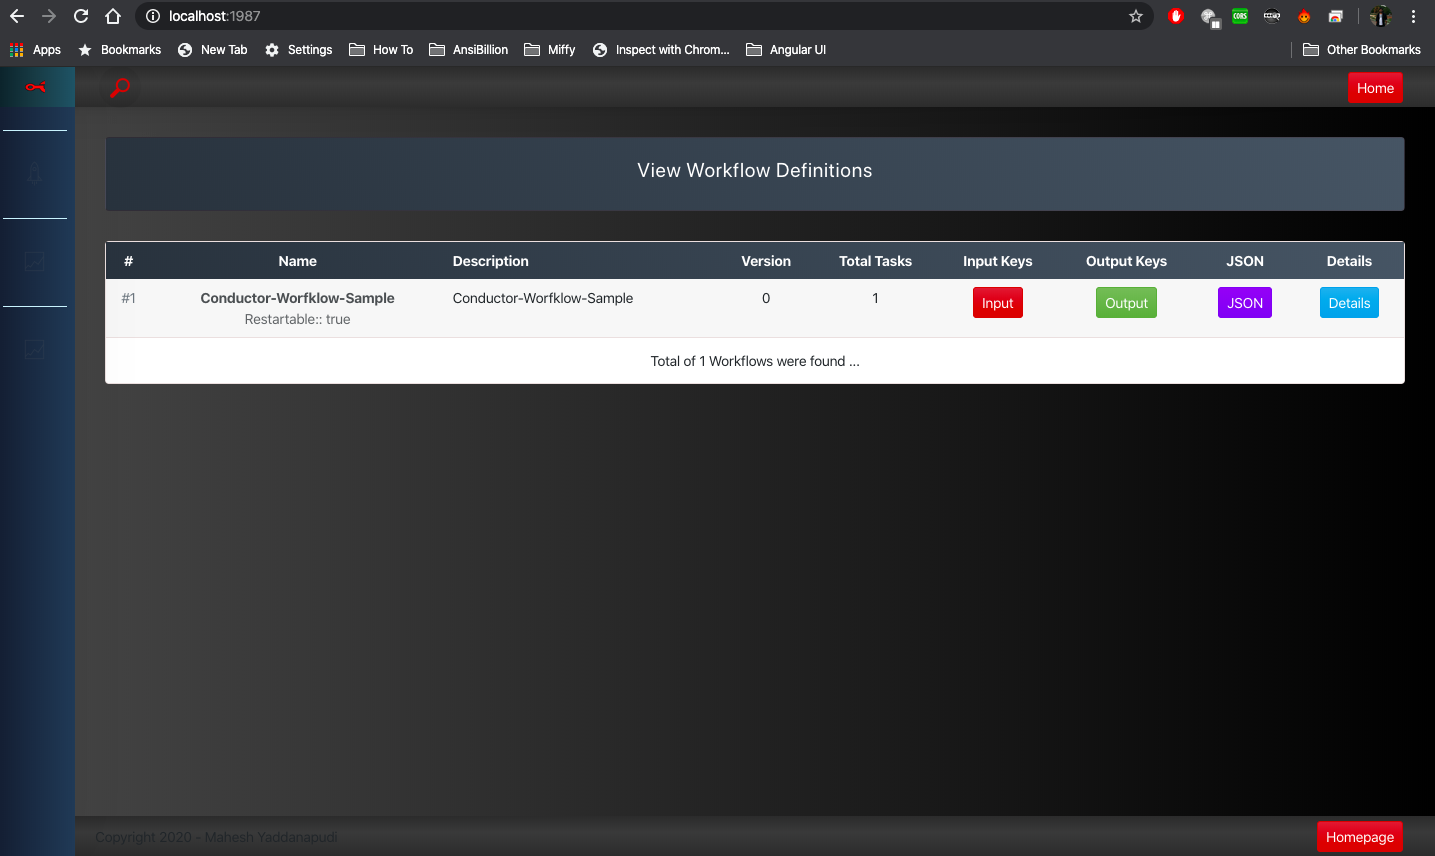 localhost:1987
CORS
Apps Bookmarks New Tab Settings How To AnsiBillion Miffy Inspect with Chrom... Angular UI Other Bookmarks
Home
View Workflow Definitions
# Name Description Version Total Tasks Input Keys Output Keys JSON Details
#1 Conductor-Worfklow-Sample Conductor-Worfklow-Sample 0 1 Input Output JSON Details
Restartable:: true
Total of 1 Workflows were found ...
Copyright 2020 - Mahesh Yaddanapudi
Homepage